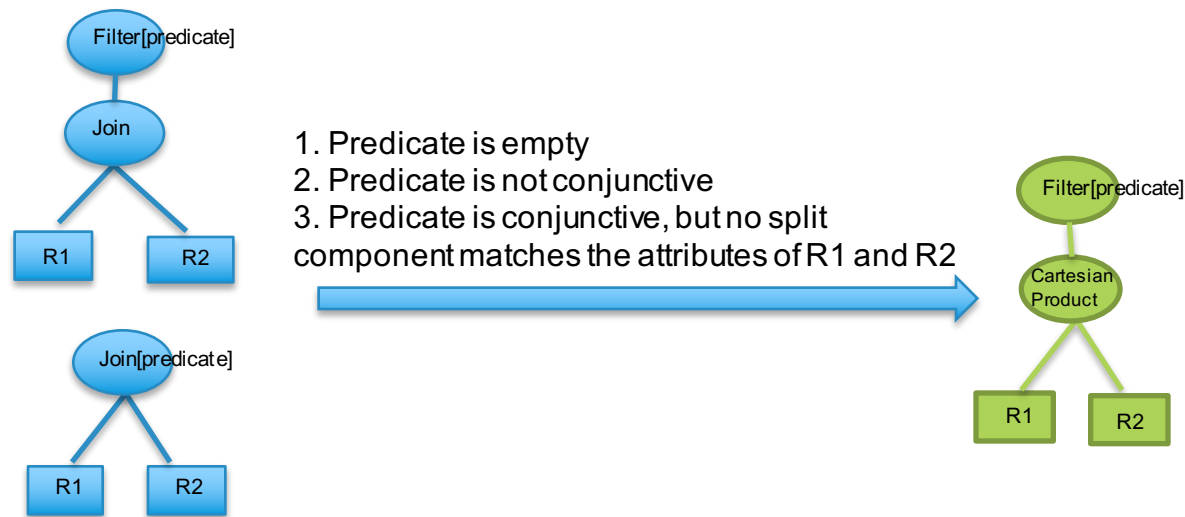 Filter[predicate]
Join
R1
R2
Join[predicate]
R1
R2
1. Predicate is empty
2. Predicate is not conjunctive
3. Predicate is conjunctive, but no split
component matches the attributes of R1 and R2
Filter[predicate]
Cartesian
Product
R1
R2